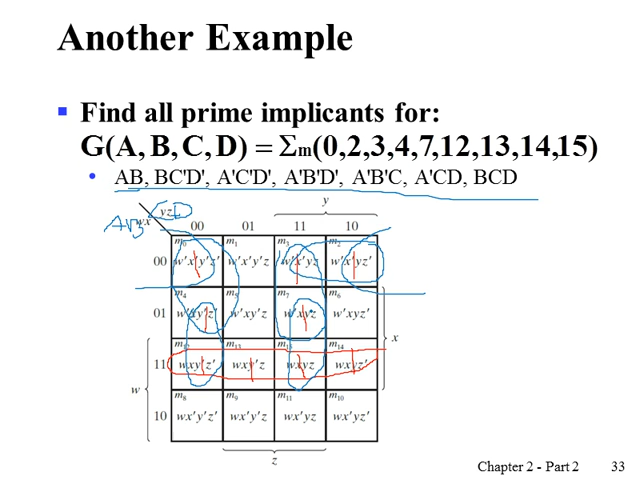 Another Example
Find all prime implicants for:
G(A, B, C, D) = Σm(0,2,3,4,7,12,13,14,15)
AB, BC'D', A'C'D', A'B'D', A'B'C, A'CD, BCD
y
yz CD
AB wx 00 01 11 10
m0 m1 m3 m2
00 w'x'y'z' w'x'y'z w'x'yz w'x'yz'
m4 m5 m7 m6
01 w'xy'z' w'xy'z w'xyz w'xyz'
x
m12 m13 m15 m14
11 wxy'z' wxy'z wxyz wxyz'
w
m8 m9 m11 m10
10 wx'y'z' wx'y'z wx'yz wx'yz'
z
Chapter 2 - Part 2 33